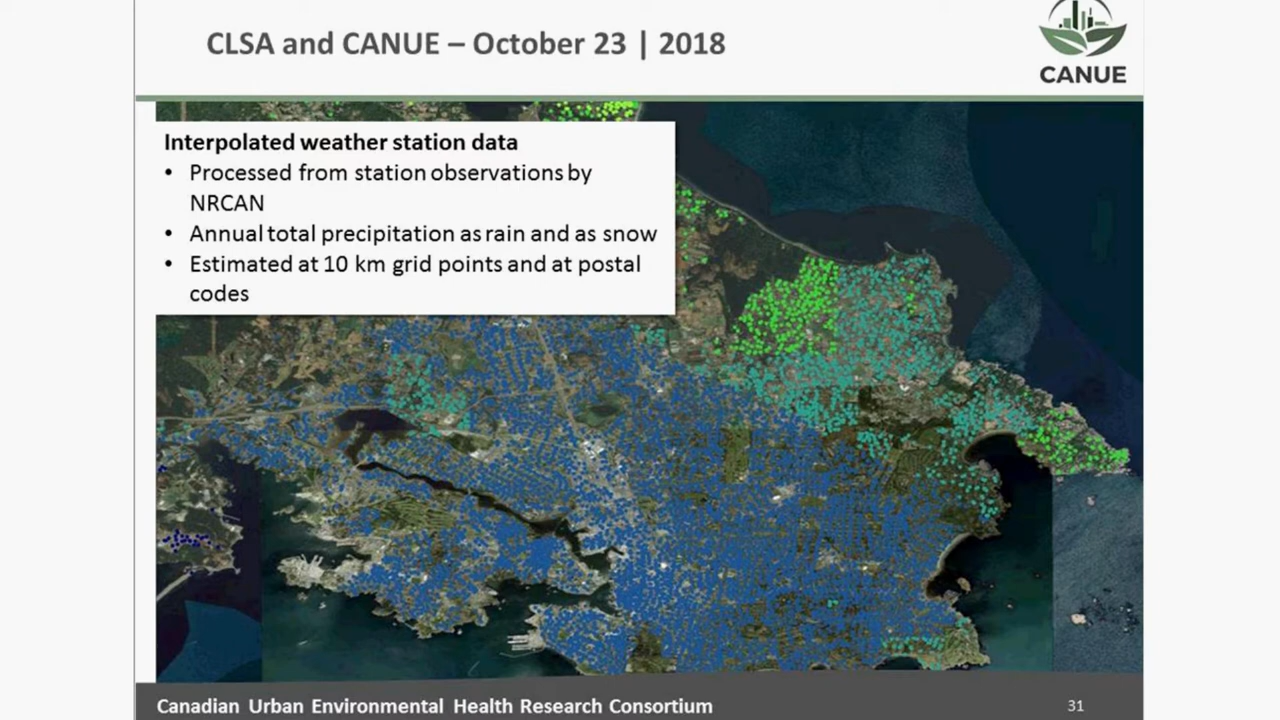 CLSA and CANUE – October 23 | 2018
CANUE
Interpolated weather station data
• Processed from station observations by
NRCAN
• Annual total precipitation as rain and as snow
• Estimated at 10 km grid points and at postal
codes
Canadian Urban Environmental Health Research Consortium
31